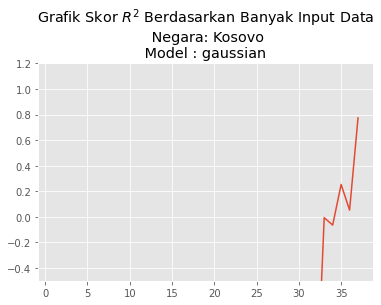 Grafik Skor R² Berdasarkan Banyak Input Data
Negara: Kosovo
Model : gaussian
1.2
1.0
0.8
0.6
0.4
0.2
0.0
−0.2
−0.4
0 5 10 15 20 25 30 35